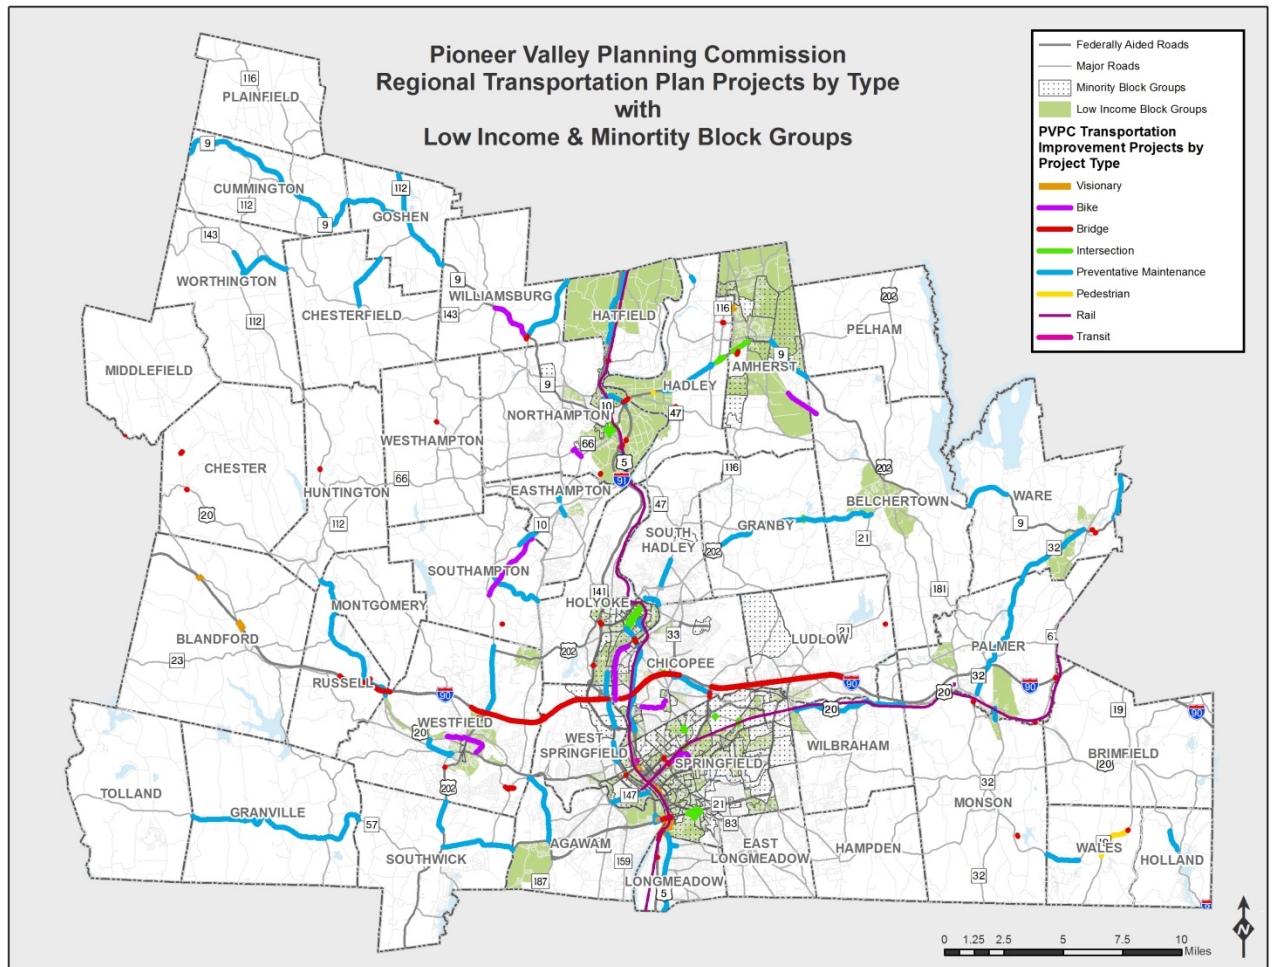 Pioneer Valley Planning Commission
Regional Transportation Plan Projects by Type
with
Low Income & Minortity Block Groups
Federally Aided Roads
Major Roads
Minority Block Groups
Low Income Block Groups
PVPC Transportation
Improvement Projects by
Project Type
Visionary
Bike
Bridge
Intersection
Preventative Maintenance
Pedestrian
Rail
Transit
116
PLAINFIELD
9
CUMMINGTON
112
112
9
GOSHEN
143
WORTHINGTON
112
CHESTERFIELD
9
WILLIAMSBURG
143
HATFIELD
116
202
PELHAM
MIDDLEFIELD
9
AMHERST
HADLEY
9
10
NORTHAMPTON
47
66
WESTHAMPTON
5
91
116
202
CHESTER
66
HUNTINGTON
EASTHAMPTON
BELCHERTOWN
WARE
20
112
10
47
GRANBY
9
SOUTH
HADLEY
202
21
32
SOUTHAMPTON
141
HOLYOKE
181
MONTGOMERY
33
21
LUDLOW
67
BLANDFORD
23
202
CHICOPEE
PALMER
32
RUSSELL
90
90
20
90
20
WESTFIELD
20
19
90
WEST
SPRINGFIELD
WILBRAHAM
BRIMFIELD
20
SPRINGFIELD
202
147
32
TOLLAND
GRANVILLE
57
21
83
MONSON
SOUTHWICK
AGAWAM
159
EAST
LONGMEADOW
HAMPDEN
19
WALES
HOLLAND
187
LONGMEADOW
5
32
N
0 1.25 2.5 5 7.5 10
Miles